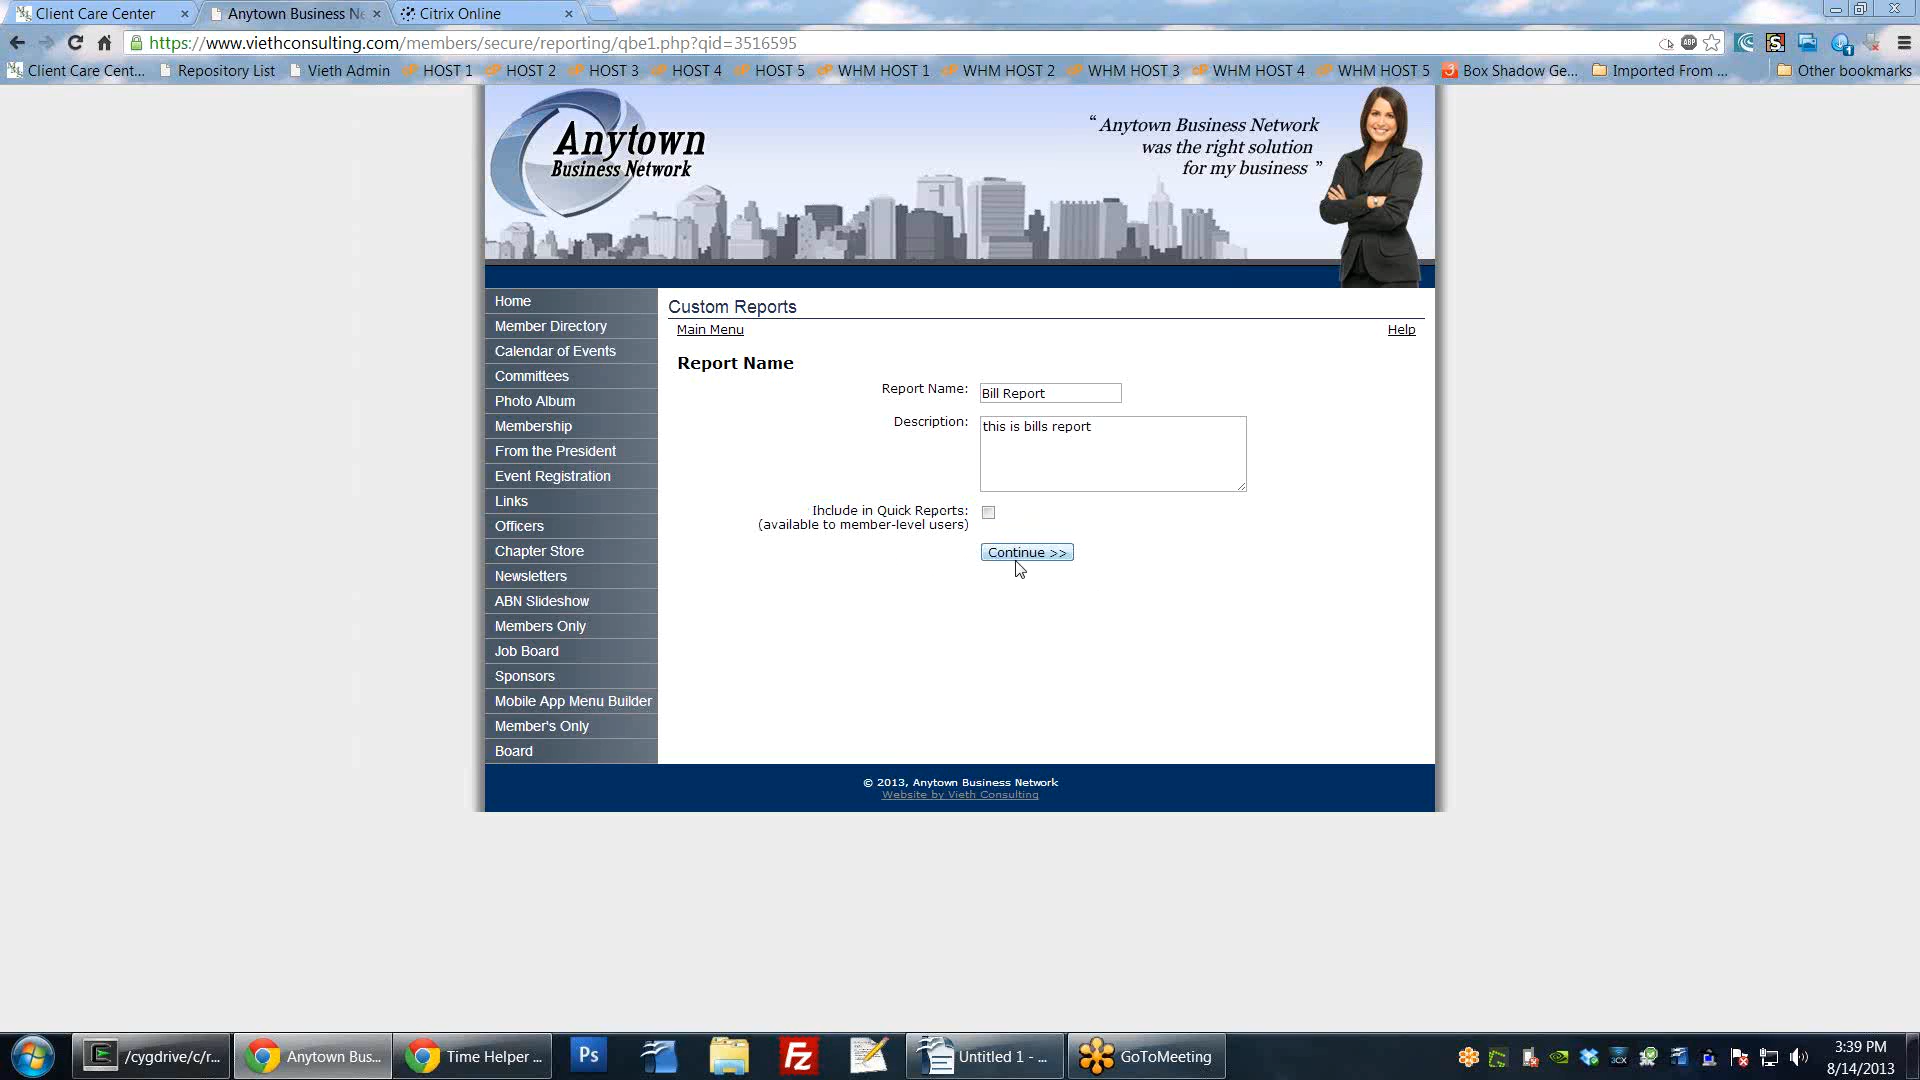 Client Care Center
Anytown Business Ne
Citrix Online
https://www.viethconsulting.com/members/secure/reporting/qbe1.php?qid=3516595
Client Care Cent...
Repository List
Vieth Admin
HOST 1
HOST 2
HOST 3
HOST 4
HOST 5
WHM HOST 1
WHM HOST 2
WHM HOST 3
WHM HOST 4
WHM HOST 5
Box Shadow Ge...
Imported From ...
Other bookmarks
Anytown
Business Network
“ Anytown Business Network
was the right solution
for my business ”
Home
Member Directory
Calendar of Events
Committees
Photo Album
Membership
From the President
Event Registration
Links
Officers
Chapter Store
Newsletters
ABN Slideshow
Members Only
Job Board
Sponsors
Mobile App Menu Builder
Member's Only
Board
Custom Reports
Main Menu
Help
Report Name
Report Name:
Bill Report
Description:
this is bills report
Include in Quick Reports:
(available to member-level users)
Continue >>
© 2013, Anytown Business Network
Website by Vieth Consulting
/cygdrive/c/r...
Anytown Bus...
Time Helper ...
Ps
Fz
Untitled 1 - ...
GoToMeeting
3CX
3:39 PM
8/14/2013